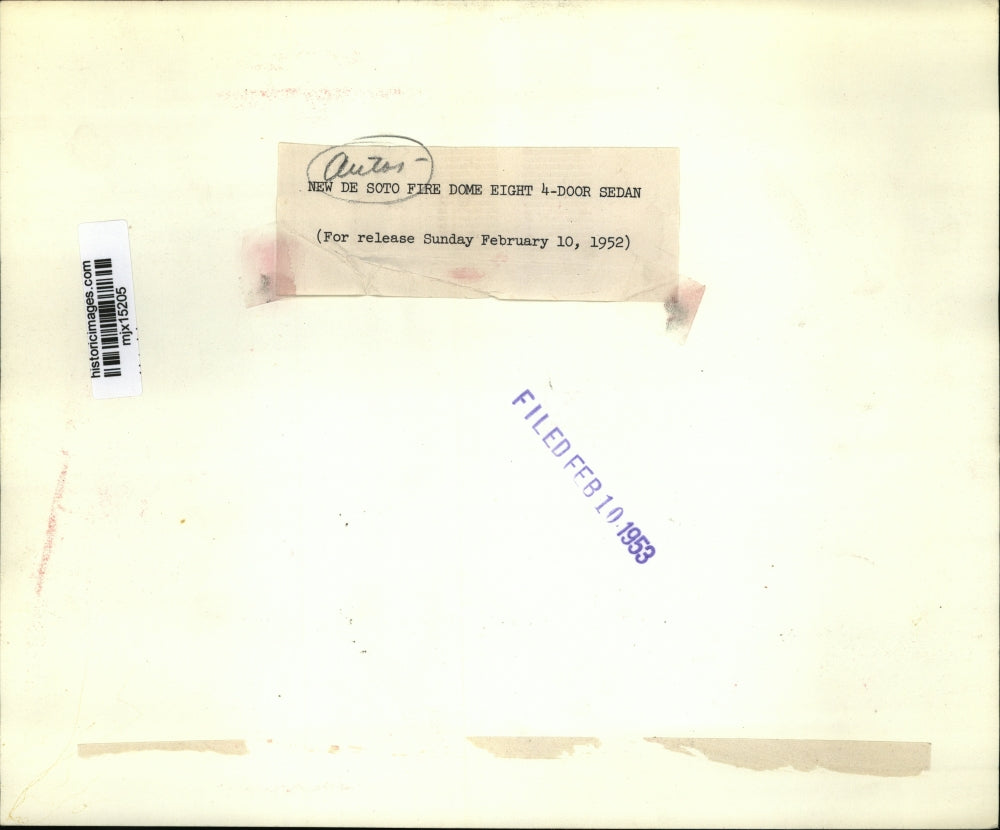 Autos-
NEW DE SOTO FIRE DOME EIGHT 4-DOOR SEDAN
(For release Sunday February 10, 1952)
historicimages.com
mjx15205
FILED FEB 10 1953